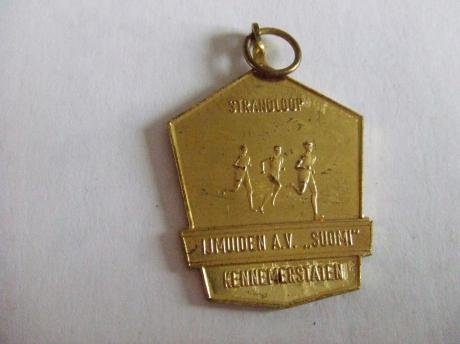 STRANDLOOP
IJMUIDEN A.V. „SUOMI"
KENNEMERSTATEN